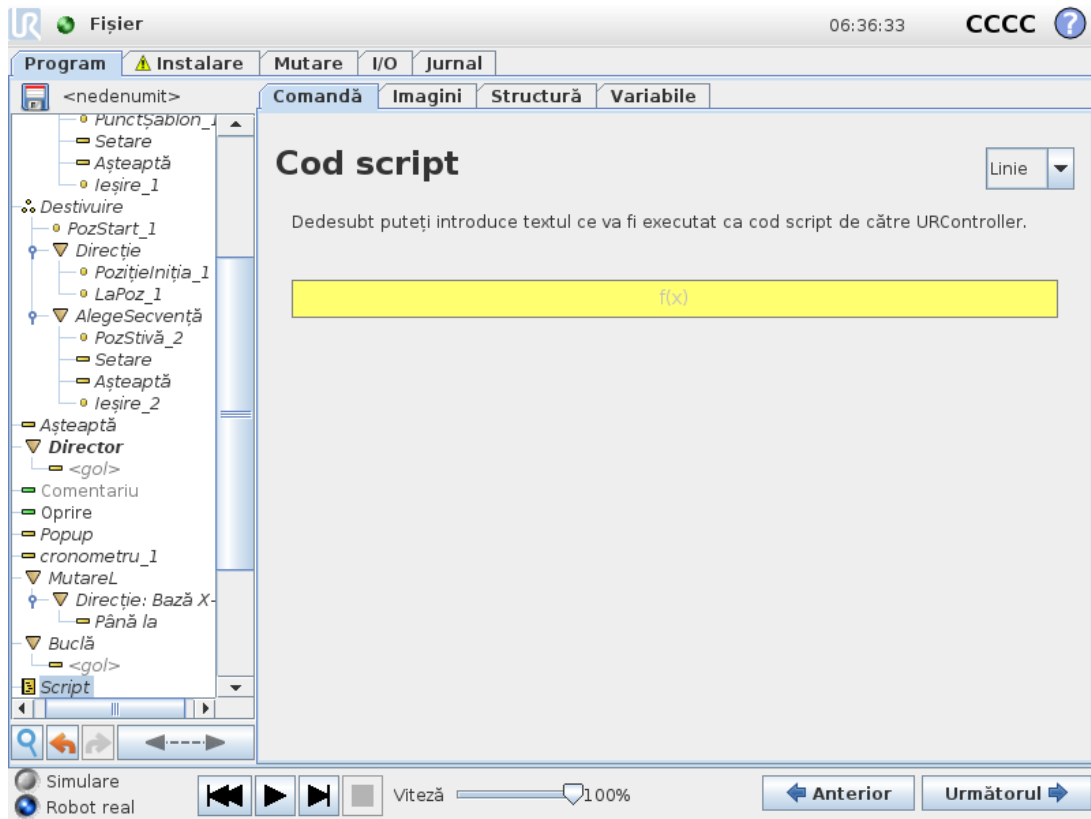 UR Fișier 06:36:33 CCCC ?
Program Instalare Mutare I/O Jurnal
<nedenumit> Comandă Imagini Structură Variabile
PunctȘablon_1
Setare
Așteaptă
Ieșire_1
Destivuire
PozStart_1
Direcție
PozițieIniția_1
LaPoz_1
AlegeSecvență
PozStivă_2
Setare
Așteaptă
Ieșire_2
Așteaptă
Director
<gol>
Comentariu
Oprire
Popup
cronometru_1
MutareL
Direcție: Bază X-
Până la
Buclă
<gol>
Script
Cod script
Linie
Dedesubt puteți introduce textul ce va fi executat ca cod script de către URController.
f(x)
Simulare
Robot real
Viteză 100%
Anterior Următorul